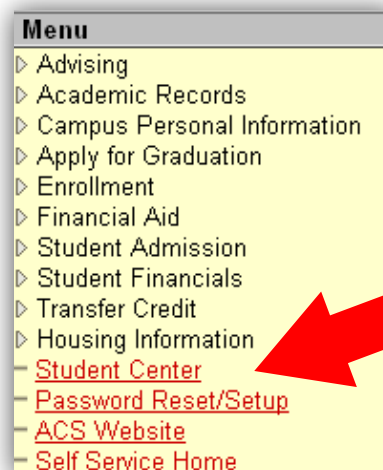 Menu
Advising
Academic Records
Campus Personal Information
Apply for Graduation
Enrollment
Financial Aid
Student Admission
Student Financials
Transfer Credit
Housing Information
Student Center
Password Reset/Setup
ACS Website
Self Service Home